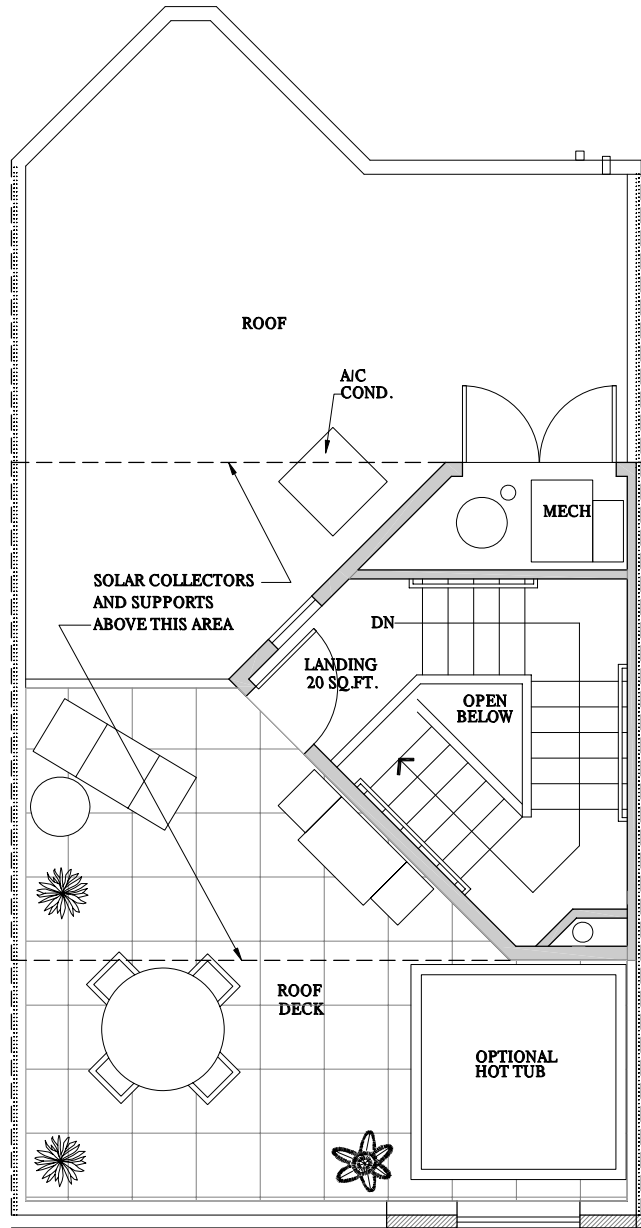 ROOF
A/C
COND.
MECH
SOLAR COLLECTORS
AND SUPPORTS
ABOVE THIS AREA
DN
LANDING
20 SQ.FT.
OPEN
BELOW
ROOF
DECK
OPTIONAL
HOT TUB